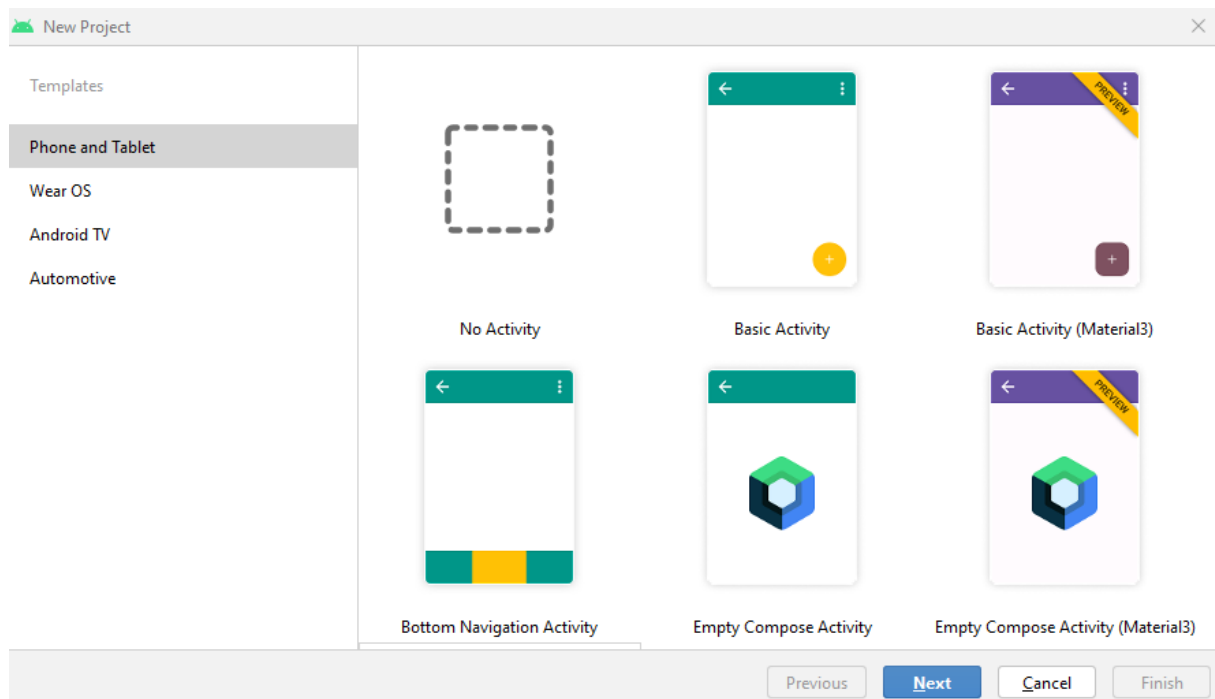 New Project
Templates
Phone and Tablet
Wear OS
Android TV
Automotive
PREVIEW
No Activity
Basic Activity
Basic Activity (Material3)
PREVIEW
Bottom Navigation Activity
Empty Compose Activity
Empty Compose Activity (Material3)
Previous
Next
Cancel
Finish